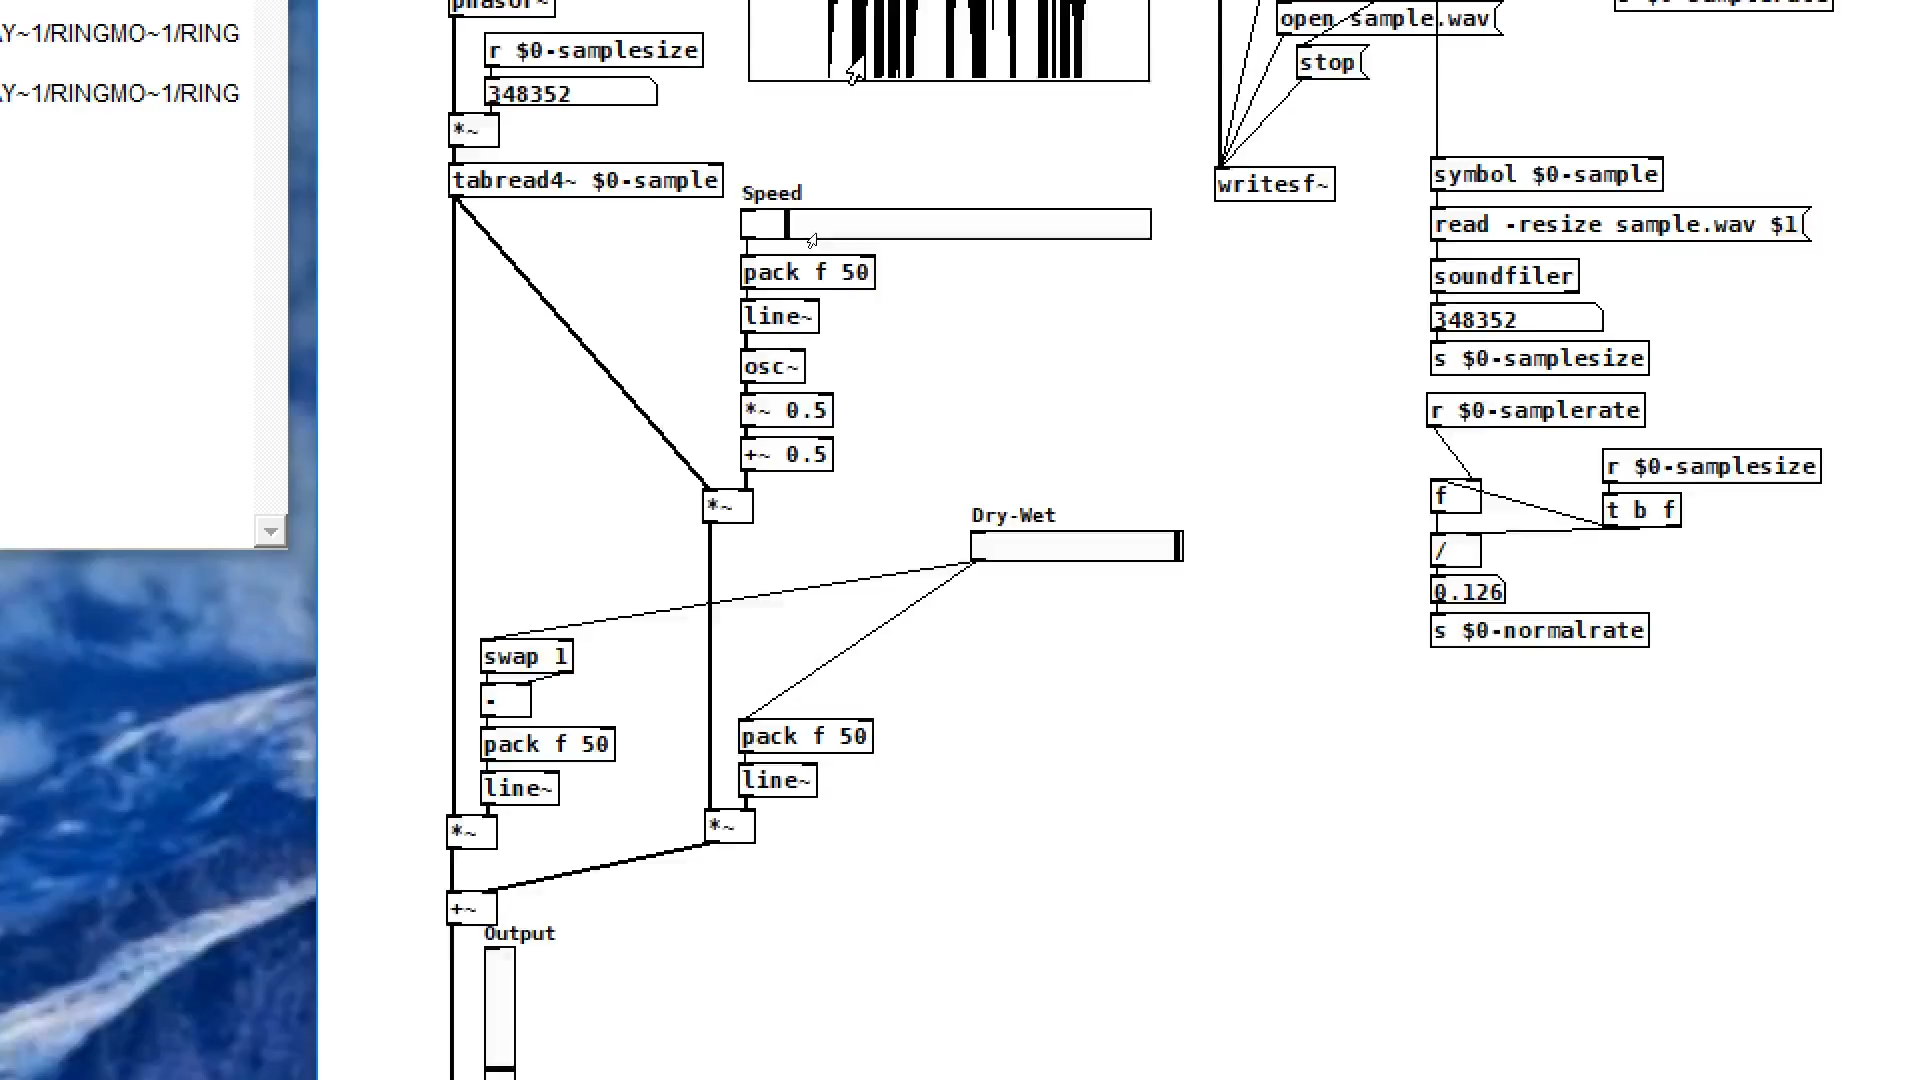 AY~1/RINGMO~1/RING
AY~1/RINGMO~1/RING
phasor~
r $0-samplesize
348352
*~
tabread4~ $0-sample
Speed
pack f 50
line~
osc~
*~ 0.5
+~ 0.5
*~
Dry-Wet
swap 1
-
pack f 50
line~
*~
pack f 50
line~
*~
+~
Output
open sample.wav
stop
writesf~
symbol $0-sample
read -resize sample.wav $1
soundfiler
348352
s $0-samplesize
r $0-samplerate
f
r $0-samplesize
t b f
/
0.126
s $0-normalrate